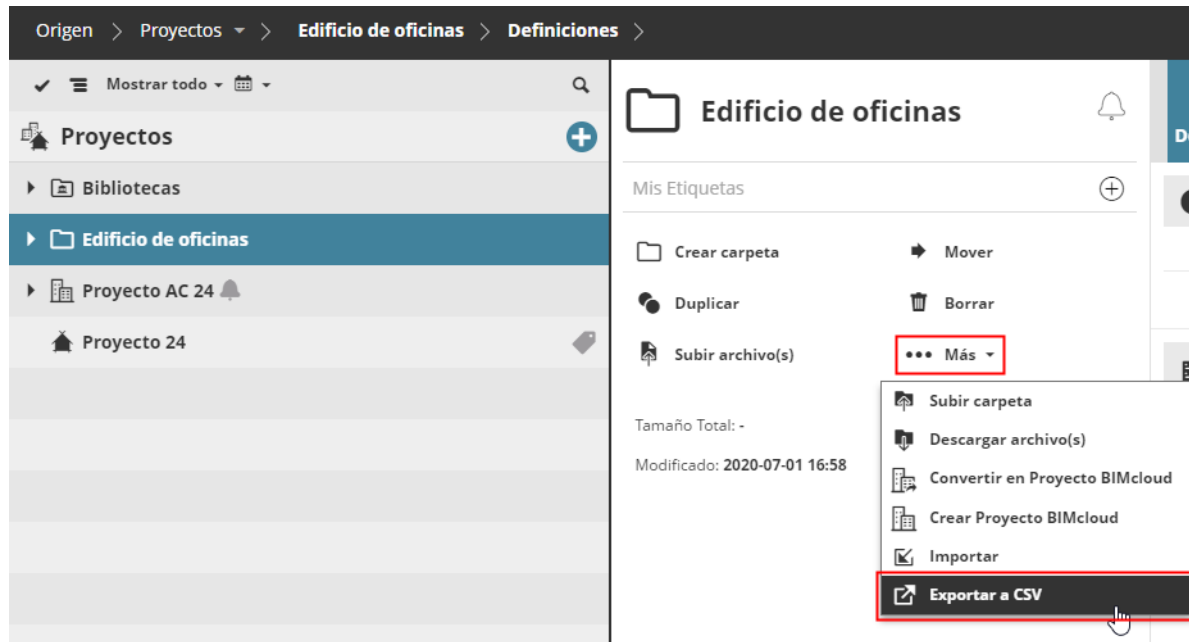 Origen > Proyectos > Edificio de oficinas > Definiciones >
Mostrar todo
Proyectos
Bibliotecas
Edificio de oficinas
Proyecto AC 24
Proyecto 24
Edificio de oficinas
Mis Etiquetas
Crear carpeta
Mover
Duplicar
Borrar
Subir archivo(s)
Más
Tamaño Total: -
Modificado: 2020-07-01 16:58
Subir carpeta
Descargar archivo(s)
Convertir en Proyecto BIMcloud
Crear Proyecto BIMcloud
Importar
Exportar a CSV